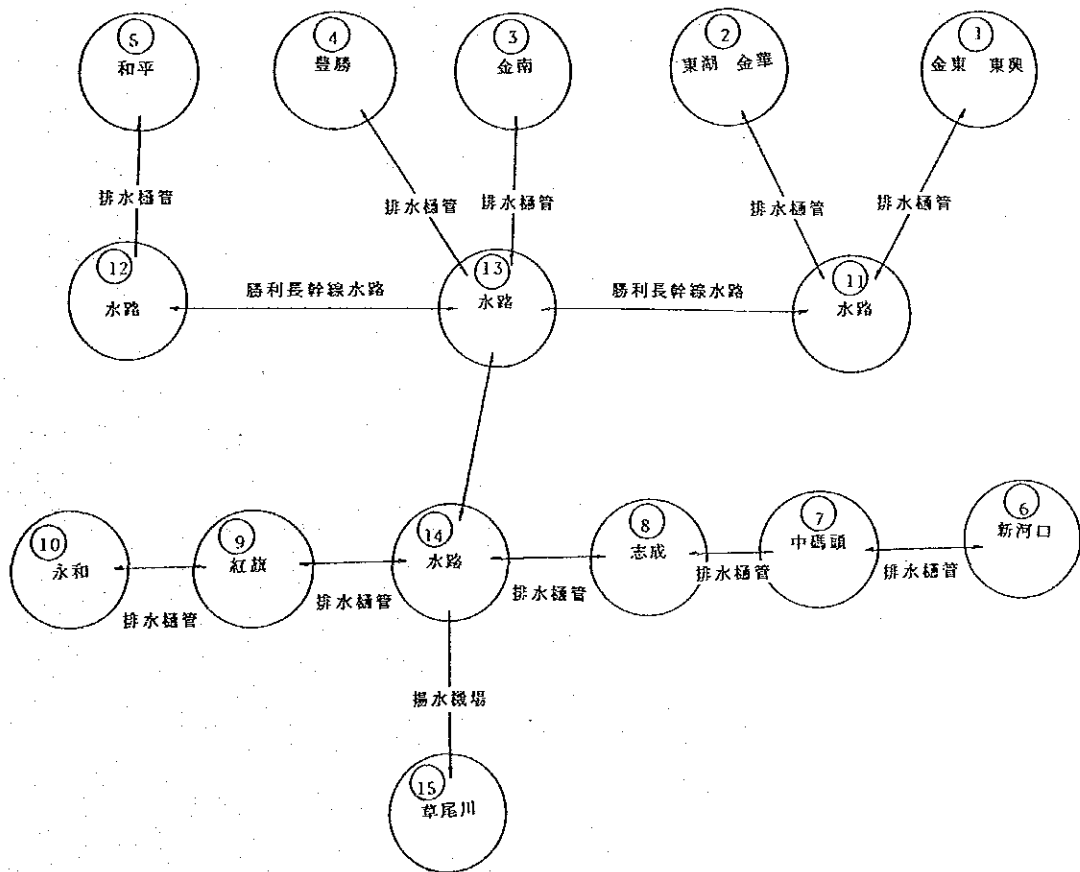 5
和平
4
豊勝
3
金南
2
東湖 金華
1
金東 東興
排水樋管
排水樋管
排水樋管
排水樋管
排水樋管
12
水路
勝利長幹線水路
13
水路
勝利長幹線水路
11
水路
10
永和
9
紅旗
14
水路
8
志成
7
中碼頭
6
新河口
排水樋管
排水樋管
排水樋管
排水樋管
排水樋管
揚水機場
15
草尾川